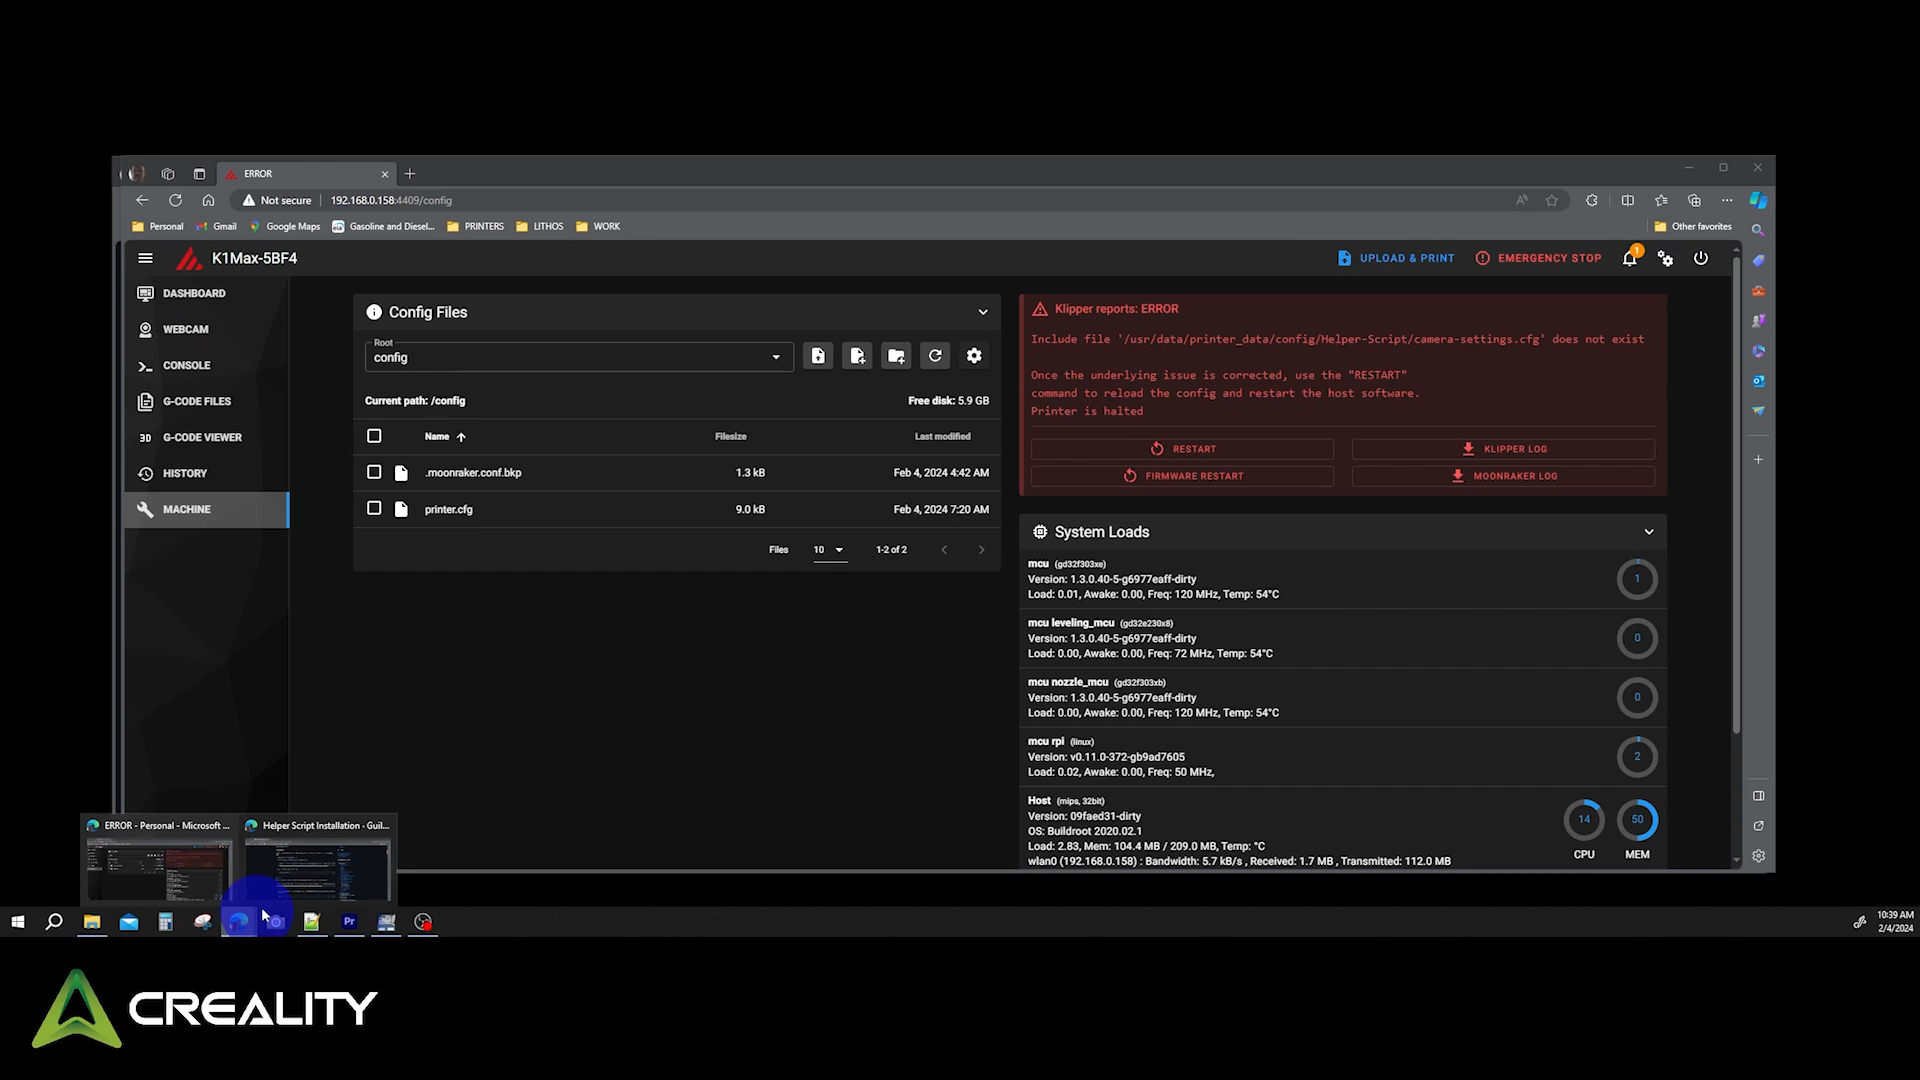 ERROR
Not secure
192.168.0.158:4409/config
Personal
Gmail
Google Maps
Gasoline and Diesel...
PRINTERS
LITHOS
WORK
Other favorites
K1Max-5BF4
UPLOAD & PRINT
EMERGENCY STOP
1
DASHBOARD
WEBCAM
CONSOLE
G-CODE FILES
3D G-CODE VIEWER
HISTORY
MACHINE
Config Files
Root
config
Current path: /config
Free disk: 5.9 GB
Name
Filesize
Last modified
.moonraker.conf.bkp
1.3 kB
Feb 4, 2024 4:42 AM
printer.cfg
9.0 kB
Feb 4, 2024 7:20 AM
Files
10
1-2 of 2
Klipper reports: ERROR
Include file '/usr/data/printer_data/config/Helper-Script/camera-settings.cfg' does not exist
Once the underlying issue is corrected, use the "RESTART"
command to reload the config and restart the host software.
Printer is halted
RESTART
KLIPPER LOG
FIRMWARE RESTART
MOONRAKER LOG
System Loads
mcu (gd32f303xe)
Version: 1.3.0.40-5-g6977eaff-dirty
Load: 0.01, Awake: 0.00, Freq: 120 MHz, Temp: 54°C
1
mcu leveling_mcu (gd32e230x8)
Version: 1.3.0.40-5-g6977eaff-dirty
Load: 0.00, Awake: 0.00, Freq: 72 MHz, Temp: 54°C
0
mcu nozzle_mcu (gd32f303xb)
Version: 1.3.0.40-5-g6977eaff-dirty
Load: 0.00, Awake: 0.00, Freq: 120 MHz, Temp: 54°C
0
mcu rpi (linux)
Version: v0.11.0-372-gb9ad7605
Load: 0.02, Awake: 0.00, Freq: 50 MHz,
2
Host (mips, 32bit)
Version: 09faed31-dirty
OS: Buildroot 2020.02.1
Load: 2.83, Mem: 104.4 MB / 209.0 MB, Temp: °C
wlan0 (192.168.0.158) : Bandwidth: 5.7 kB/s , Received: 1.7 MB , Transmitted: 112.0 MB
14
CPU
50
MEM
ERROR - Personal - Microsoft ...
Helper Script Installation - Guil...
Pr
10:39 AM
2/4/2024
CREALITY